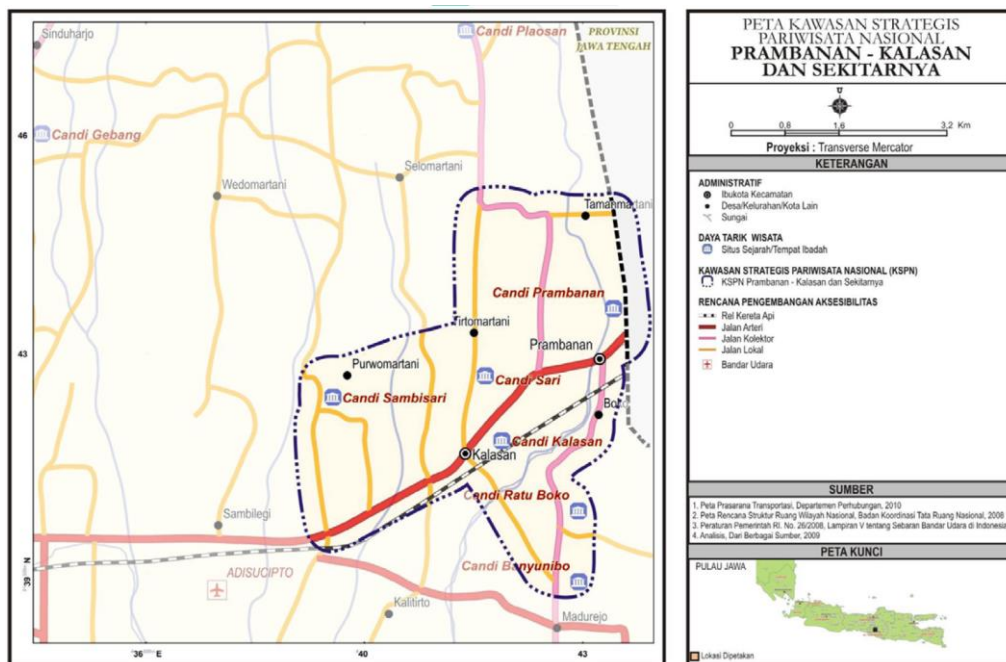 Sinduharjo
Candi Plaosan
PROVINSI
JAWA TENGAH
46
Candi Gebang
Selomartani
Wedomartani
Tamanmartani
Candi Prambanan
Tirtomartani
43
Prambanan
Purwomartani
Candi Sari
Candi Sambisari
Boko
Candi Kalasan
Kalasan
Candi Ratu Boko
Sambilegi
Candi Banyunibo
ADISUCIPTO
39
N
Kalitirto
Madurejo
36
E
40
43
PETA KAWASAN STRATEGIS
PARIWISATA NASIONAL
PRAMBANAN - KALASAN
DAN SEKITARNYA
U
0 0,8 1,6 3,2 Km
Proyeksi : Transverse Mercator
KETERANGAN
ADMINISTRATIF
Ibukota Kecamatan
Desa/Kelurahan/Kota Lain
Sungai
DAYA TARIK WISATA
Situs Sejarah/Tempat Ibadah
KAWASAN STRATEGIS PARIWISATA NASIONAL (KSPN)
KSPN Prambanan - Kalasan dan Sekitarnya
RENCANA PENGEMBANGAN AKSESIBILITAS
Rel Kereta Api
Jalan Arteri
Jalan Kolektor
Jalan Lokal
Bandar Udara
SUMBER
1. Peta Prasarana Transportasi, Departemen Perhubungan, 2010
2. Peta Rencana Struktur Ruang Wilayah Nasional, Badan Koordinasi Tata Ruang Nasional, 2008
3. Peraturan Pemerintah RI. No. 26/2008, Lampiran V tentang Sebaran Bandar Udara di Indonesia
4. Analisis, Dari Berbagai Sumber, 2009
PETA KUNCI
PULAU JAWA
Lokasi Dipetakan